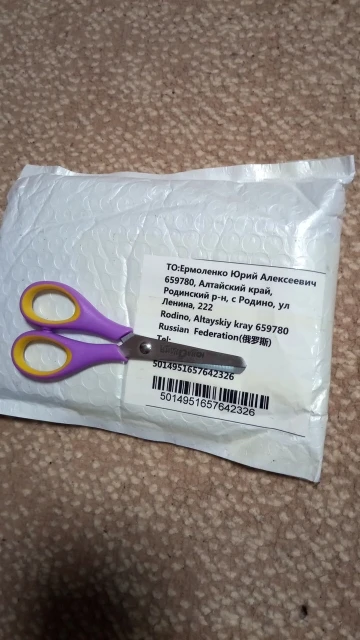 TO:Ермоленко Юрий Алексеевич
659780, Алтайский край,
Родинский р-н, с Родино, ул
Ленина, 222
Rodino, Altayskiy kray 659780
Russian Federation(俄罗斯)
Tel:
5014951657642326
5014951657642326